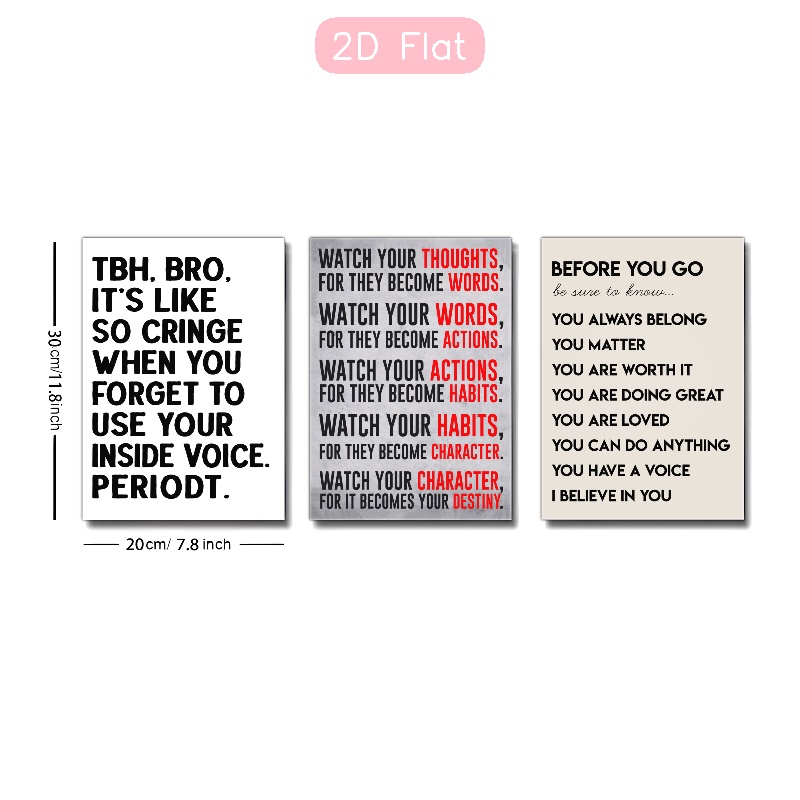 2D Flat
TBH, BRO,
IT'S LIKE
SO CRINGE
WHEN YOU
FORGET TO
USE YOUR
INSIDE VOICE.
PERIODT.
WATCH YOUR THOUGHTS,
FOR THEY BECOME WORDS.
WATCH YOUR WORDS,
FOR THEY BECOME ACTIONS.
WATCH YOUR ACTIONS,
FOR THEY BECOME HABITS.
WATCH YOUR HABITS,
FOR THEY BECOME CHARACTER.
WATCH YOUR CHARACTER,
FOR IT BECOMES YOUR DESTINY.
BEFORE YOU GO
be sure to know...
YOU ALWAYS BELONG
YOU MATTER
YOU ARE WORTH IT
YOU ARE DOING GREAT
YOU ARE LOVED
YOU CAN DO ANYTHING
YOU HAVE A VOICE
I BELIEVE IN YOU
30cm/11.8inch
20cm/ 7.8 inch